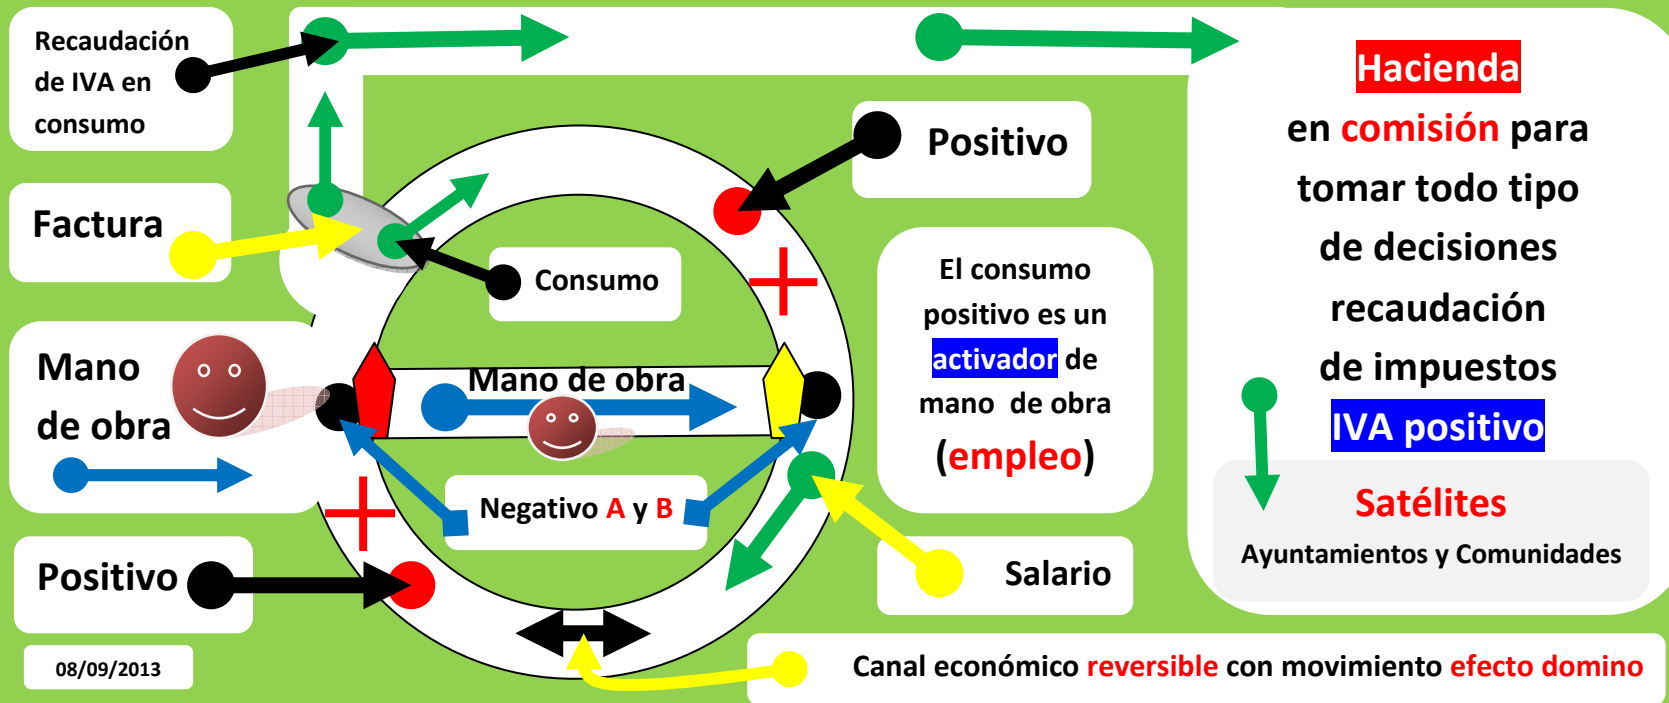 Recaudación
de IVA en
consumo
Factura
Mano
de obra
Positivo
08/09/2013
Consumo
Mano de obra
Negativo A y B
Positivo
El consumo
positivo es un
activador de
mano de obra
(empleo)
Salario
Canal económico reversible con movimiento efecto domino
Hacienda
en comisión para
tomar todo tipo
de decisiones
recaudación
de impuestos
IVA positivo
Satélites
Ayuntamientos y Comunidades